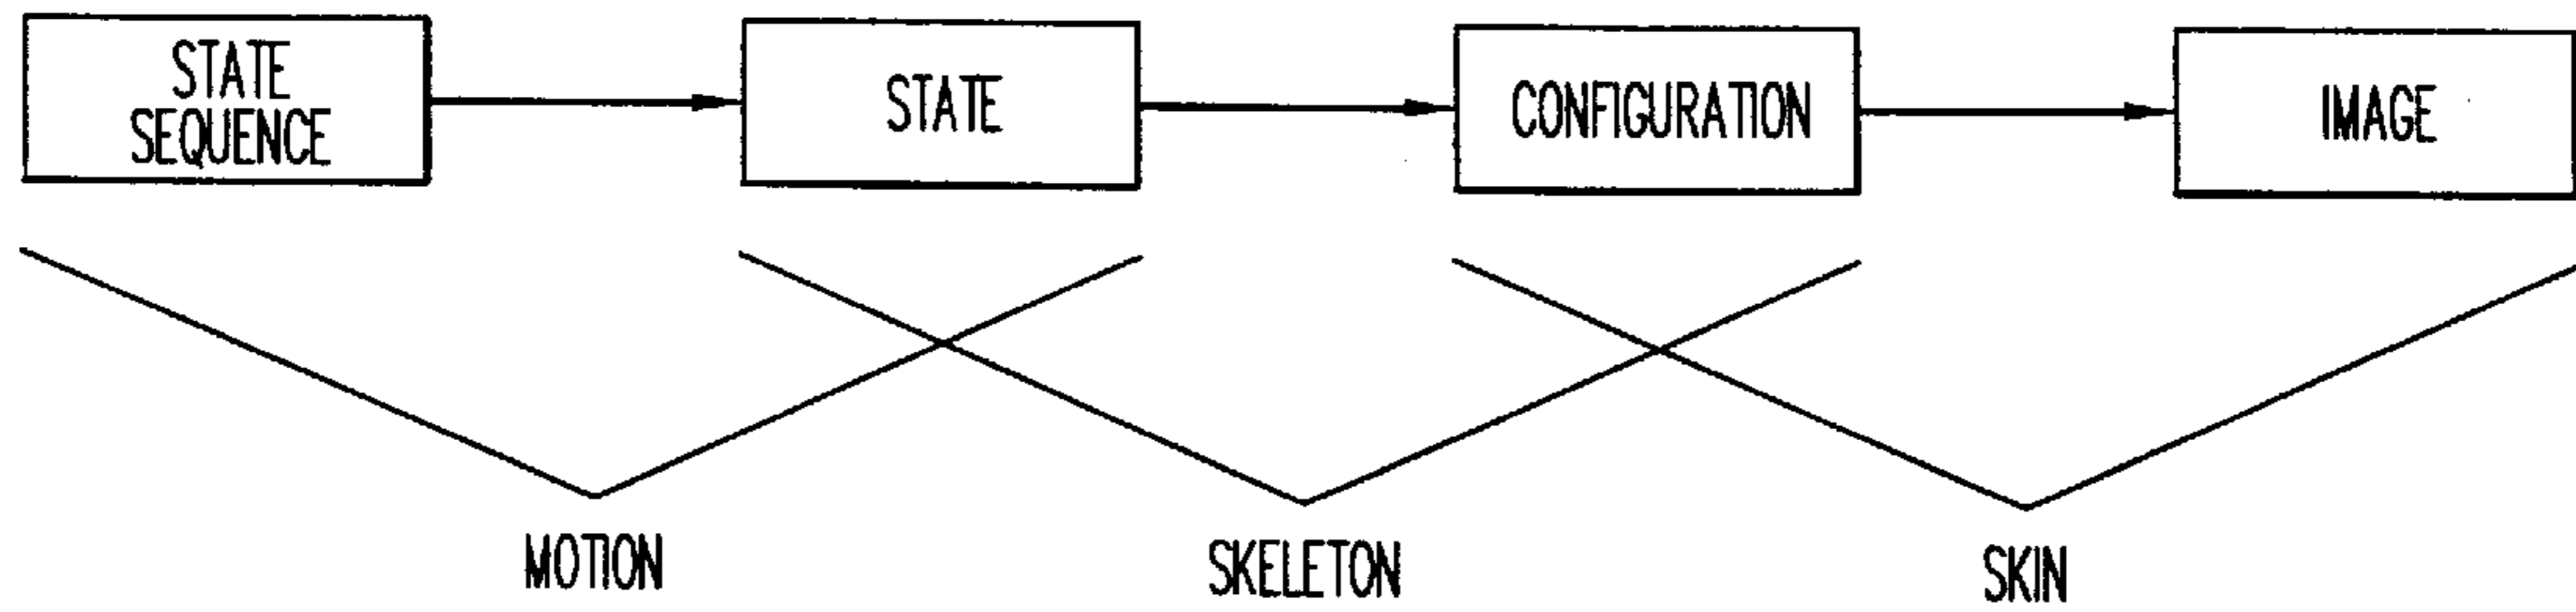 STATE
SEQUENCE
STATE
CONFIGURATION
IMAGE
MOTION
SKELETON
SKIN